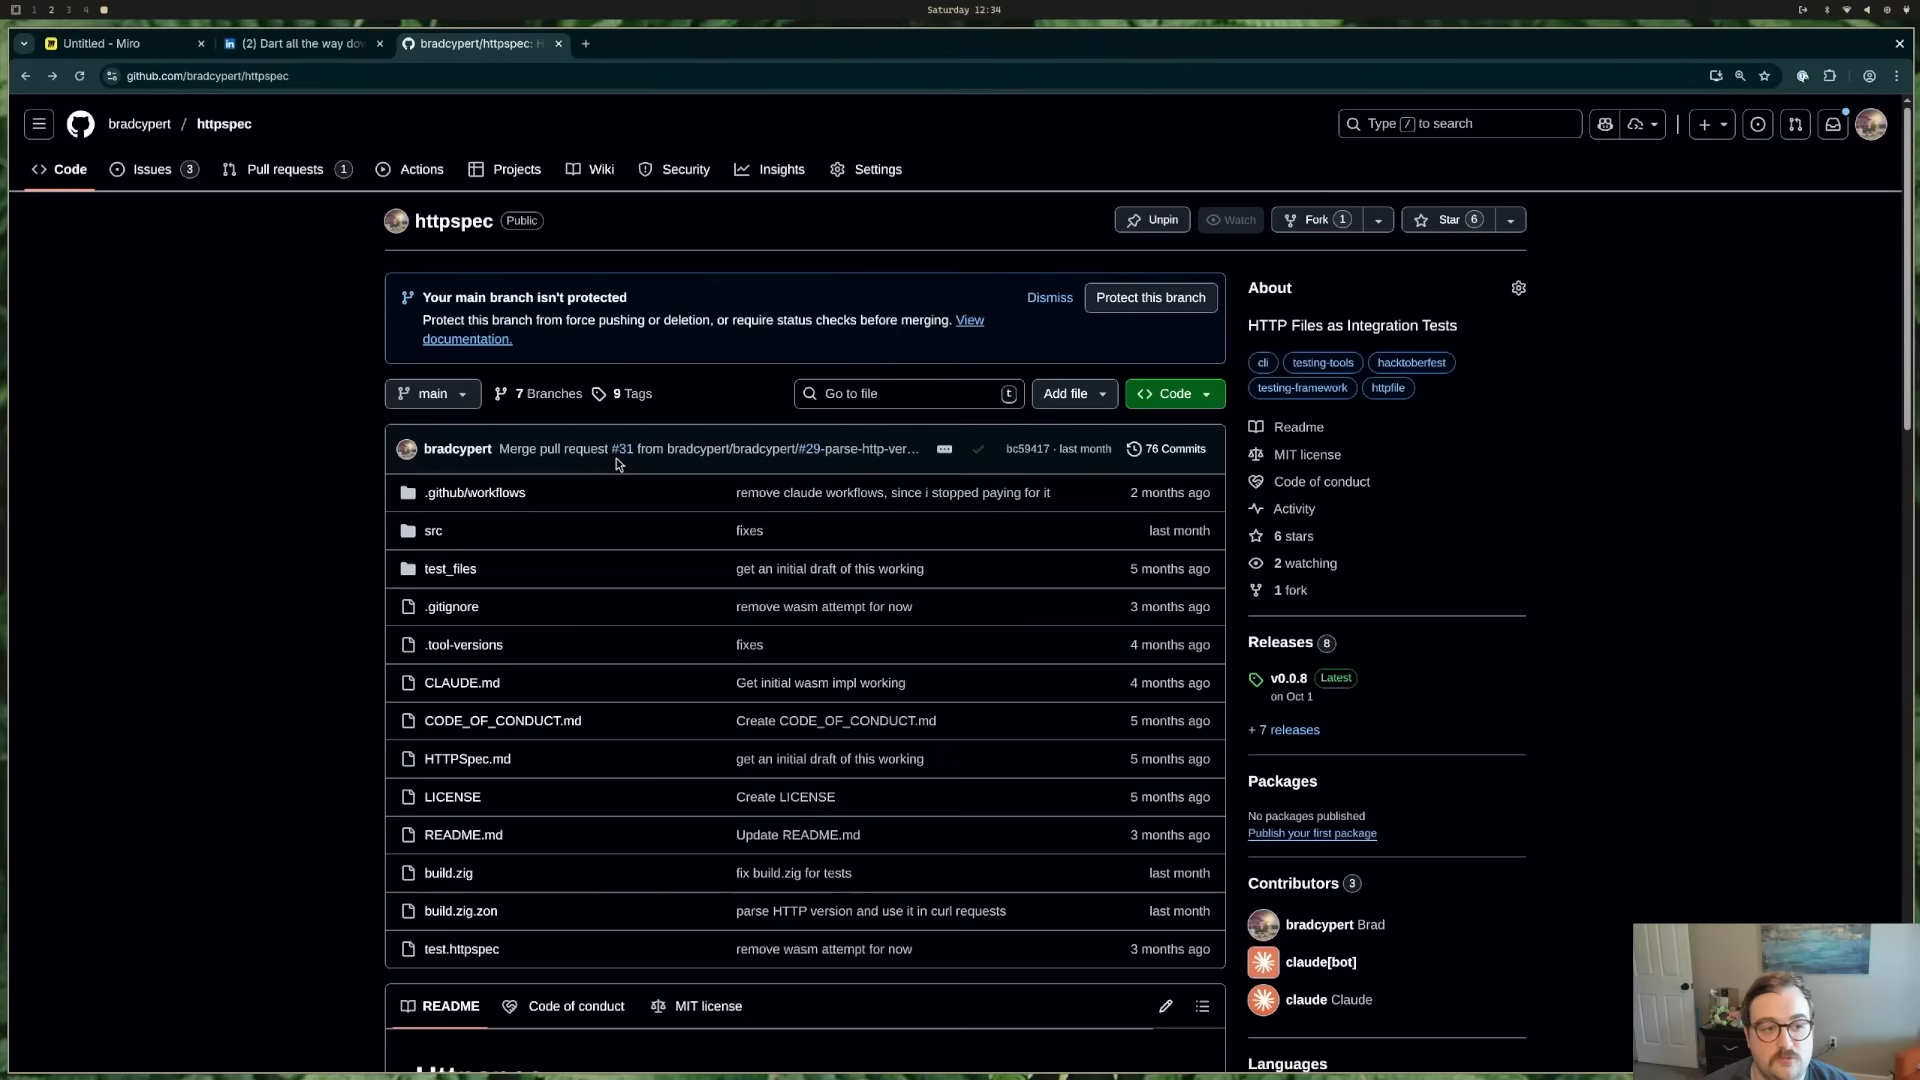 1 2 3 4
Saturday 12:34
Untitled - Miro
(2) Dart all the way do
bradcypert/httpspec: H
github.com/bradcypert/httpspec
bradcypert / httpspec
Type / to search
Code
Issues 3
Pull requests 1
Actions
Projects
Wiki
Security
Insights
Settings
httpspec Public
Unpin
Watch
Fork 1
Star 6
Your main branch isn't protected
Dismiss
Protect this branch
Protect this branch from force pushing or deletion, or require status checks before merging. View
documentation.
main
7 Branches
9 Tags
Go to file t
Add file
Code
bradcypert Merge pull request #31 from bradcypert/bradcypert/#29-parse-http-ver… bc59417 · last month 76 Commits
.github/workflows remove claude workflows, since i stopped paying for it 2 months ago
src fixes last month
test_files get an initial draft of this working 5 months ago
.gitignore remove wasm attempt for now 3 months ago
.tool-versions fixes 4 months ago
CLAUDE.md Get initial wasm impl working 4 months ago
CODE_OF_CONDUCT.md Create CODE_OF_CONDUCT.md 5 months ago
HTTPSpec.md get an initial draft of this working 5 months ago
LICENSE Create LICENSE 5 months ago
README.md Update README.md 3 months ago
build.zig fix build.zig for tests last month
build.zig.zon parse HTTP version and use it in curl requests last month
test.httpspec remove wasm attempt for now 3 months ago
README
Code of conduct
MIT license
About
HTTP Files as Integration Tests
cli testing-tools hacktoberfest
testing-framework httpfile
Readme
MIT license
Code of conduct
Activity
6 stars
2 watching
1 fork
Releases 8
v0.0.8 Latest
on Oct 1
+ 7 releases
Packages
No packages published
Publish your first package
Contributors 3
bradcypert Brad
claude[bot]
claude Claude
Languages